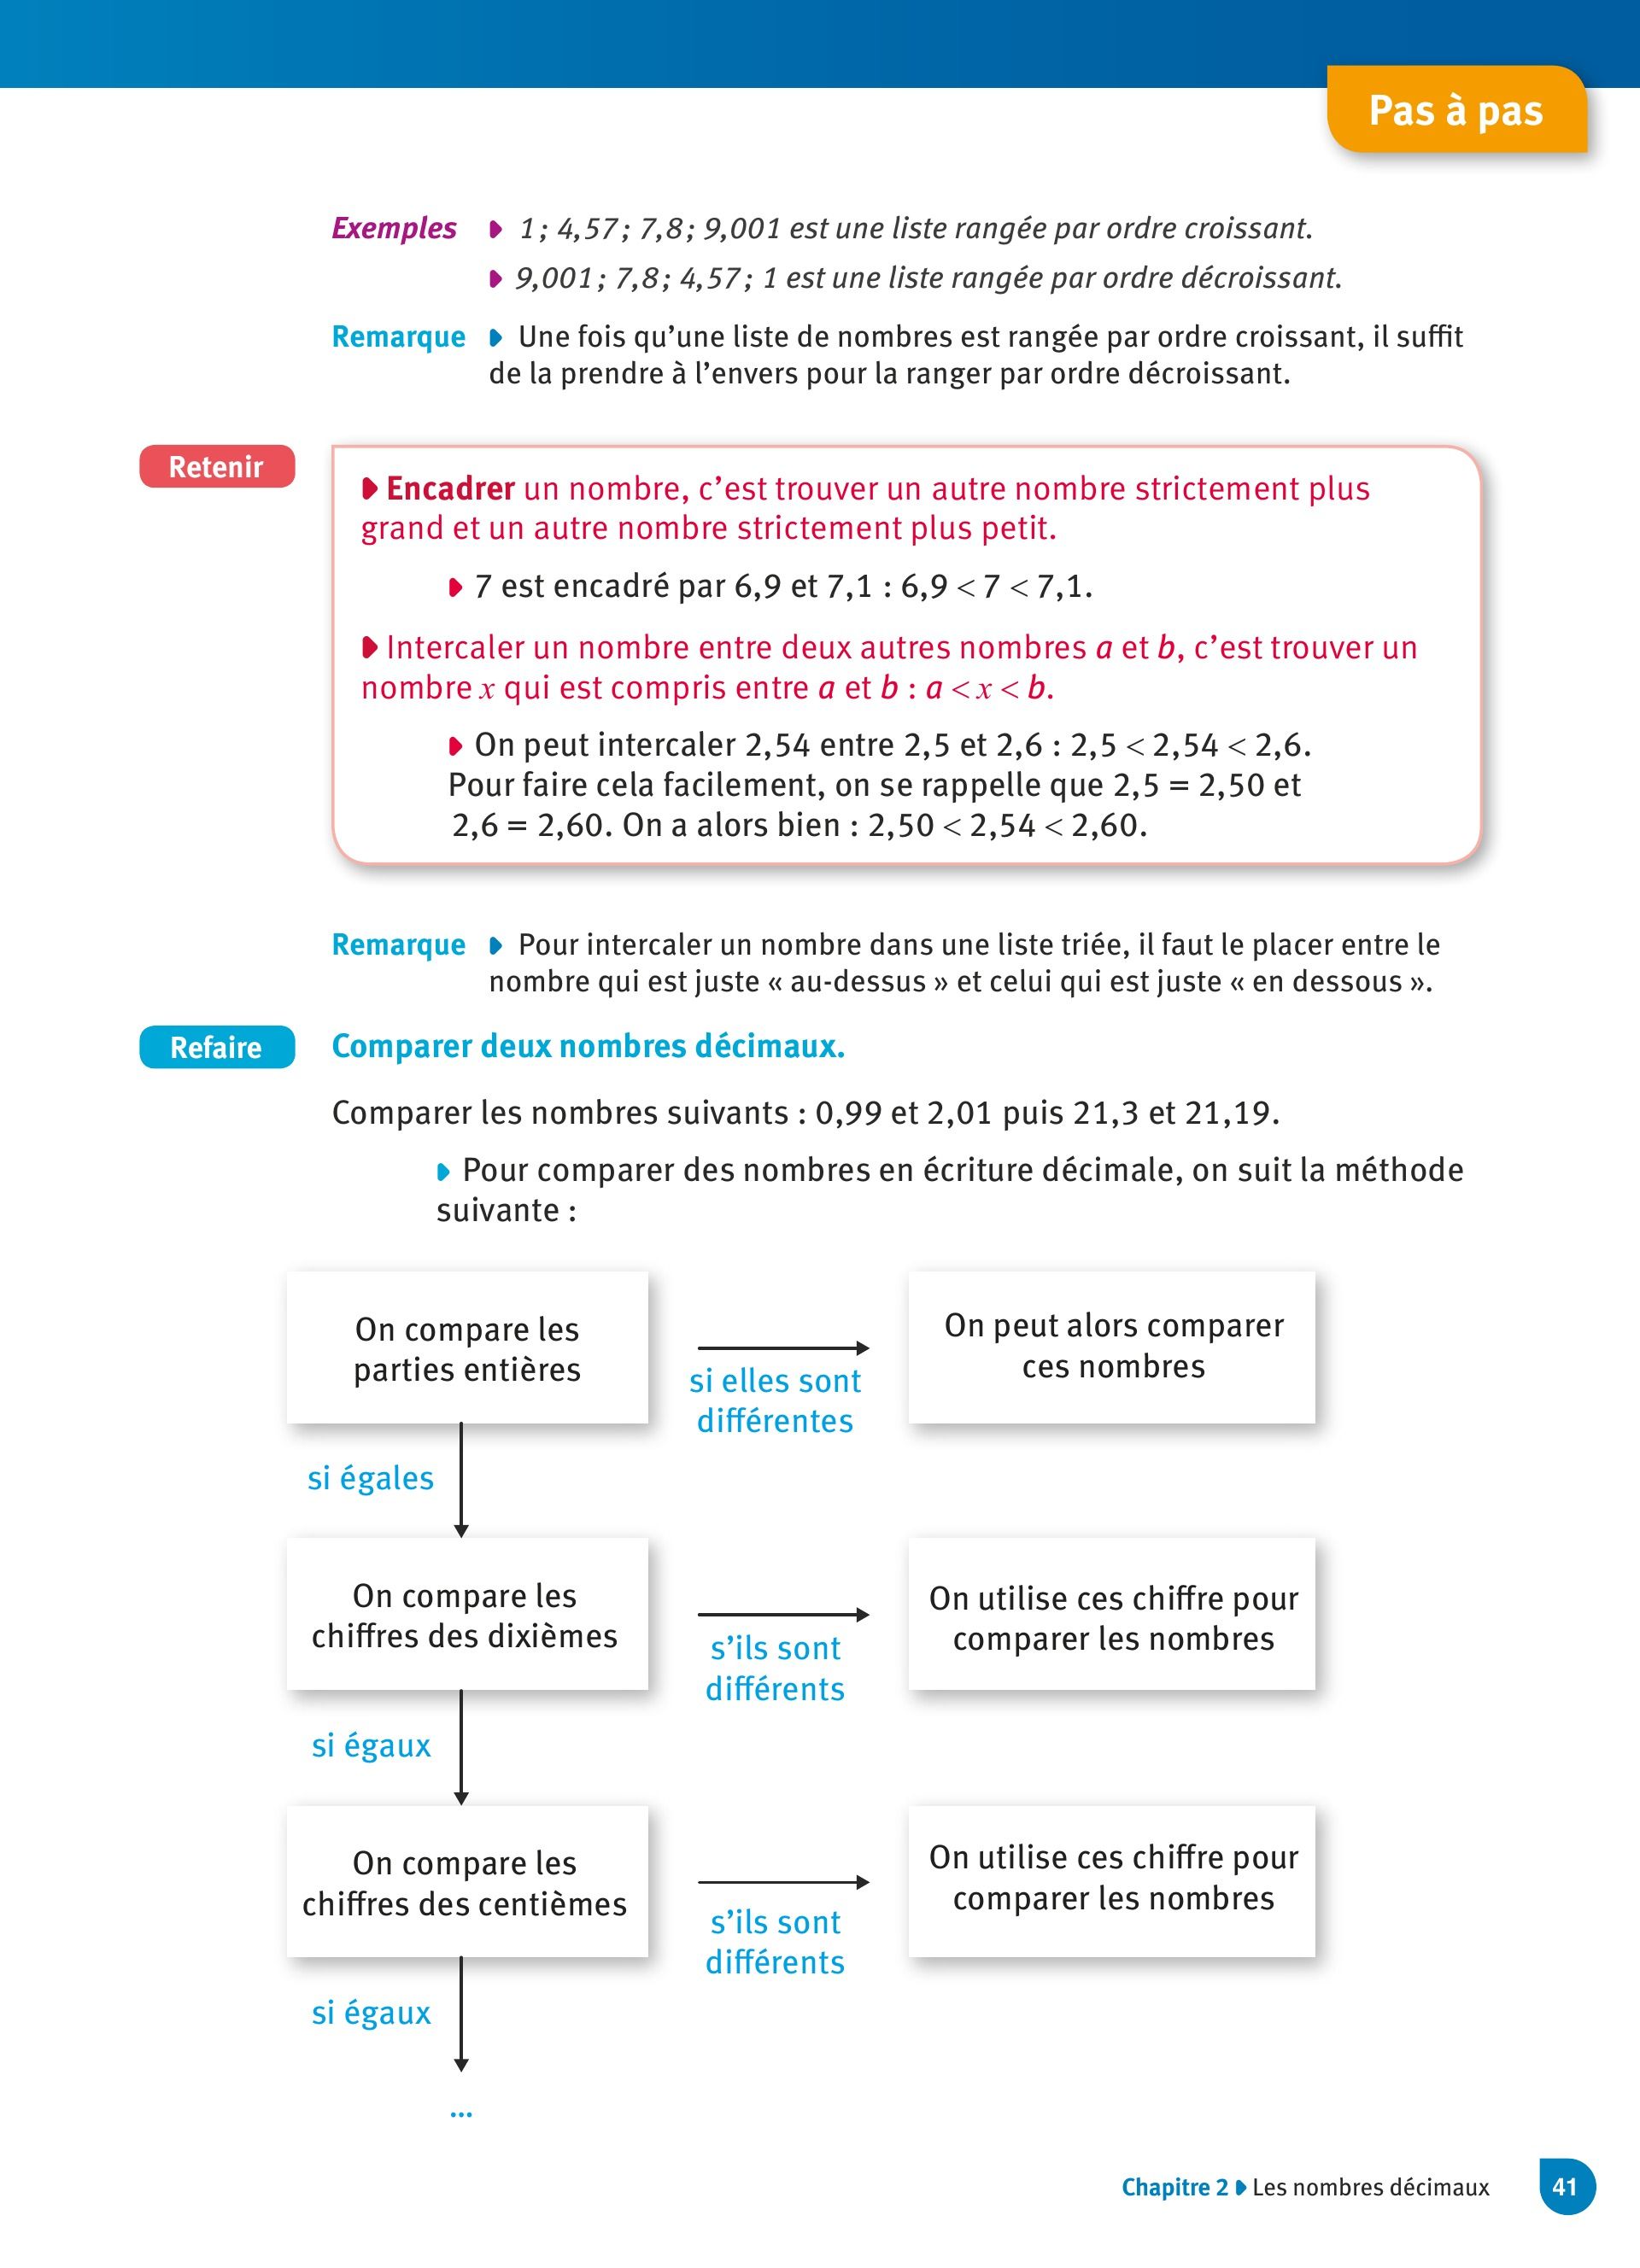 Pas à pas
Exemples 1 ; 4,57 ; 7,8 ; 9,001 est une liste rangée par ordre croissant.
9,001 ; 7,8 ; 4,57 ; 1 est une liste rangée par ordre décroissant.
Remarque Une fois qu’une liste de nombres est rangée par ordre croissant, il suffit
de la prendre à l’envers pour la ranger par ordre décroissant.
Retenir
Encadrer un nombre, c’est trouver un autre nombre strictement plus
grand et un autre nombre strictement plus petit.
7 est encadré par 6,9 et 7,1 : 6,9 < 7 < 7,1.
Intercaler un nombre entre deux autres nombres a et b, c’est trouver un
nombre x qui est compris entre a et b : a < x < b.
On peut intercaler 2,54 entre 2,5 et 2,6 : 2,5 < 2,54 < 2,6.
Pour faire cela facilement, on se rappelle que 2,5 = 2,50 et
2,6 = 2,60. On a alors bien : 2,50 < 2,54 < 2,60.
Remarque Pour intercaler un nombre dans une liste triée, il faut le placer entre le
nombre qui est juste « au-dessus » et celui qui est juste « en dessous ».
Refaire Comparer deux nombres décimaux.
Comparer les nombres suivants : 0,99 et 2,01 puis 21,3 et 21,19.
Pour comparer des nombres en écriture décimale, on suit la méthode
suivante :
On compare les
parties entières
si elles sont
différentes
On peut alors comparer
ces nombres
si égales
On compare les
chiffres des dixièmes
s’ils sont
différents
On utilise ces chiffre pour
comparer les nombres
si égaux
On compare les
chiffres des centièmes
s’ils sont
différents
On utilise ces chiffre pour
comparer les nombres
si égaux
...
Chapitre 2 Les nombres décimaux 41